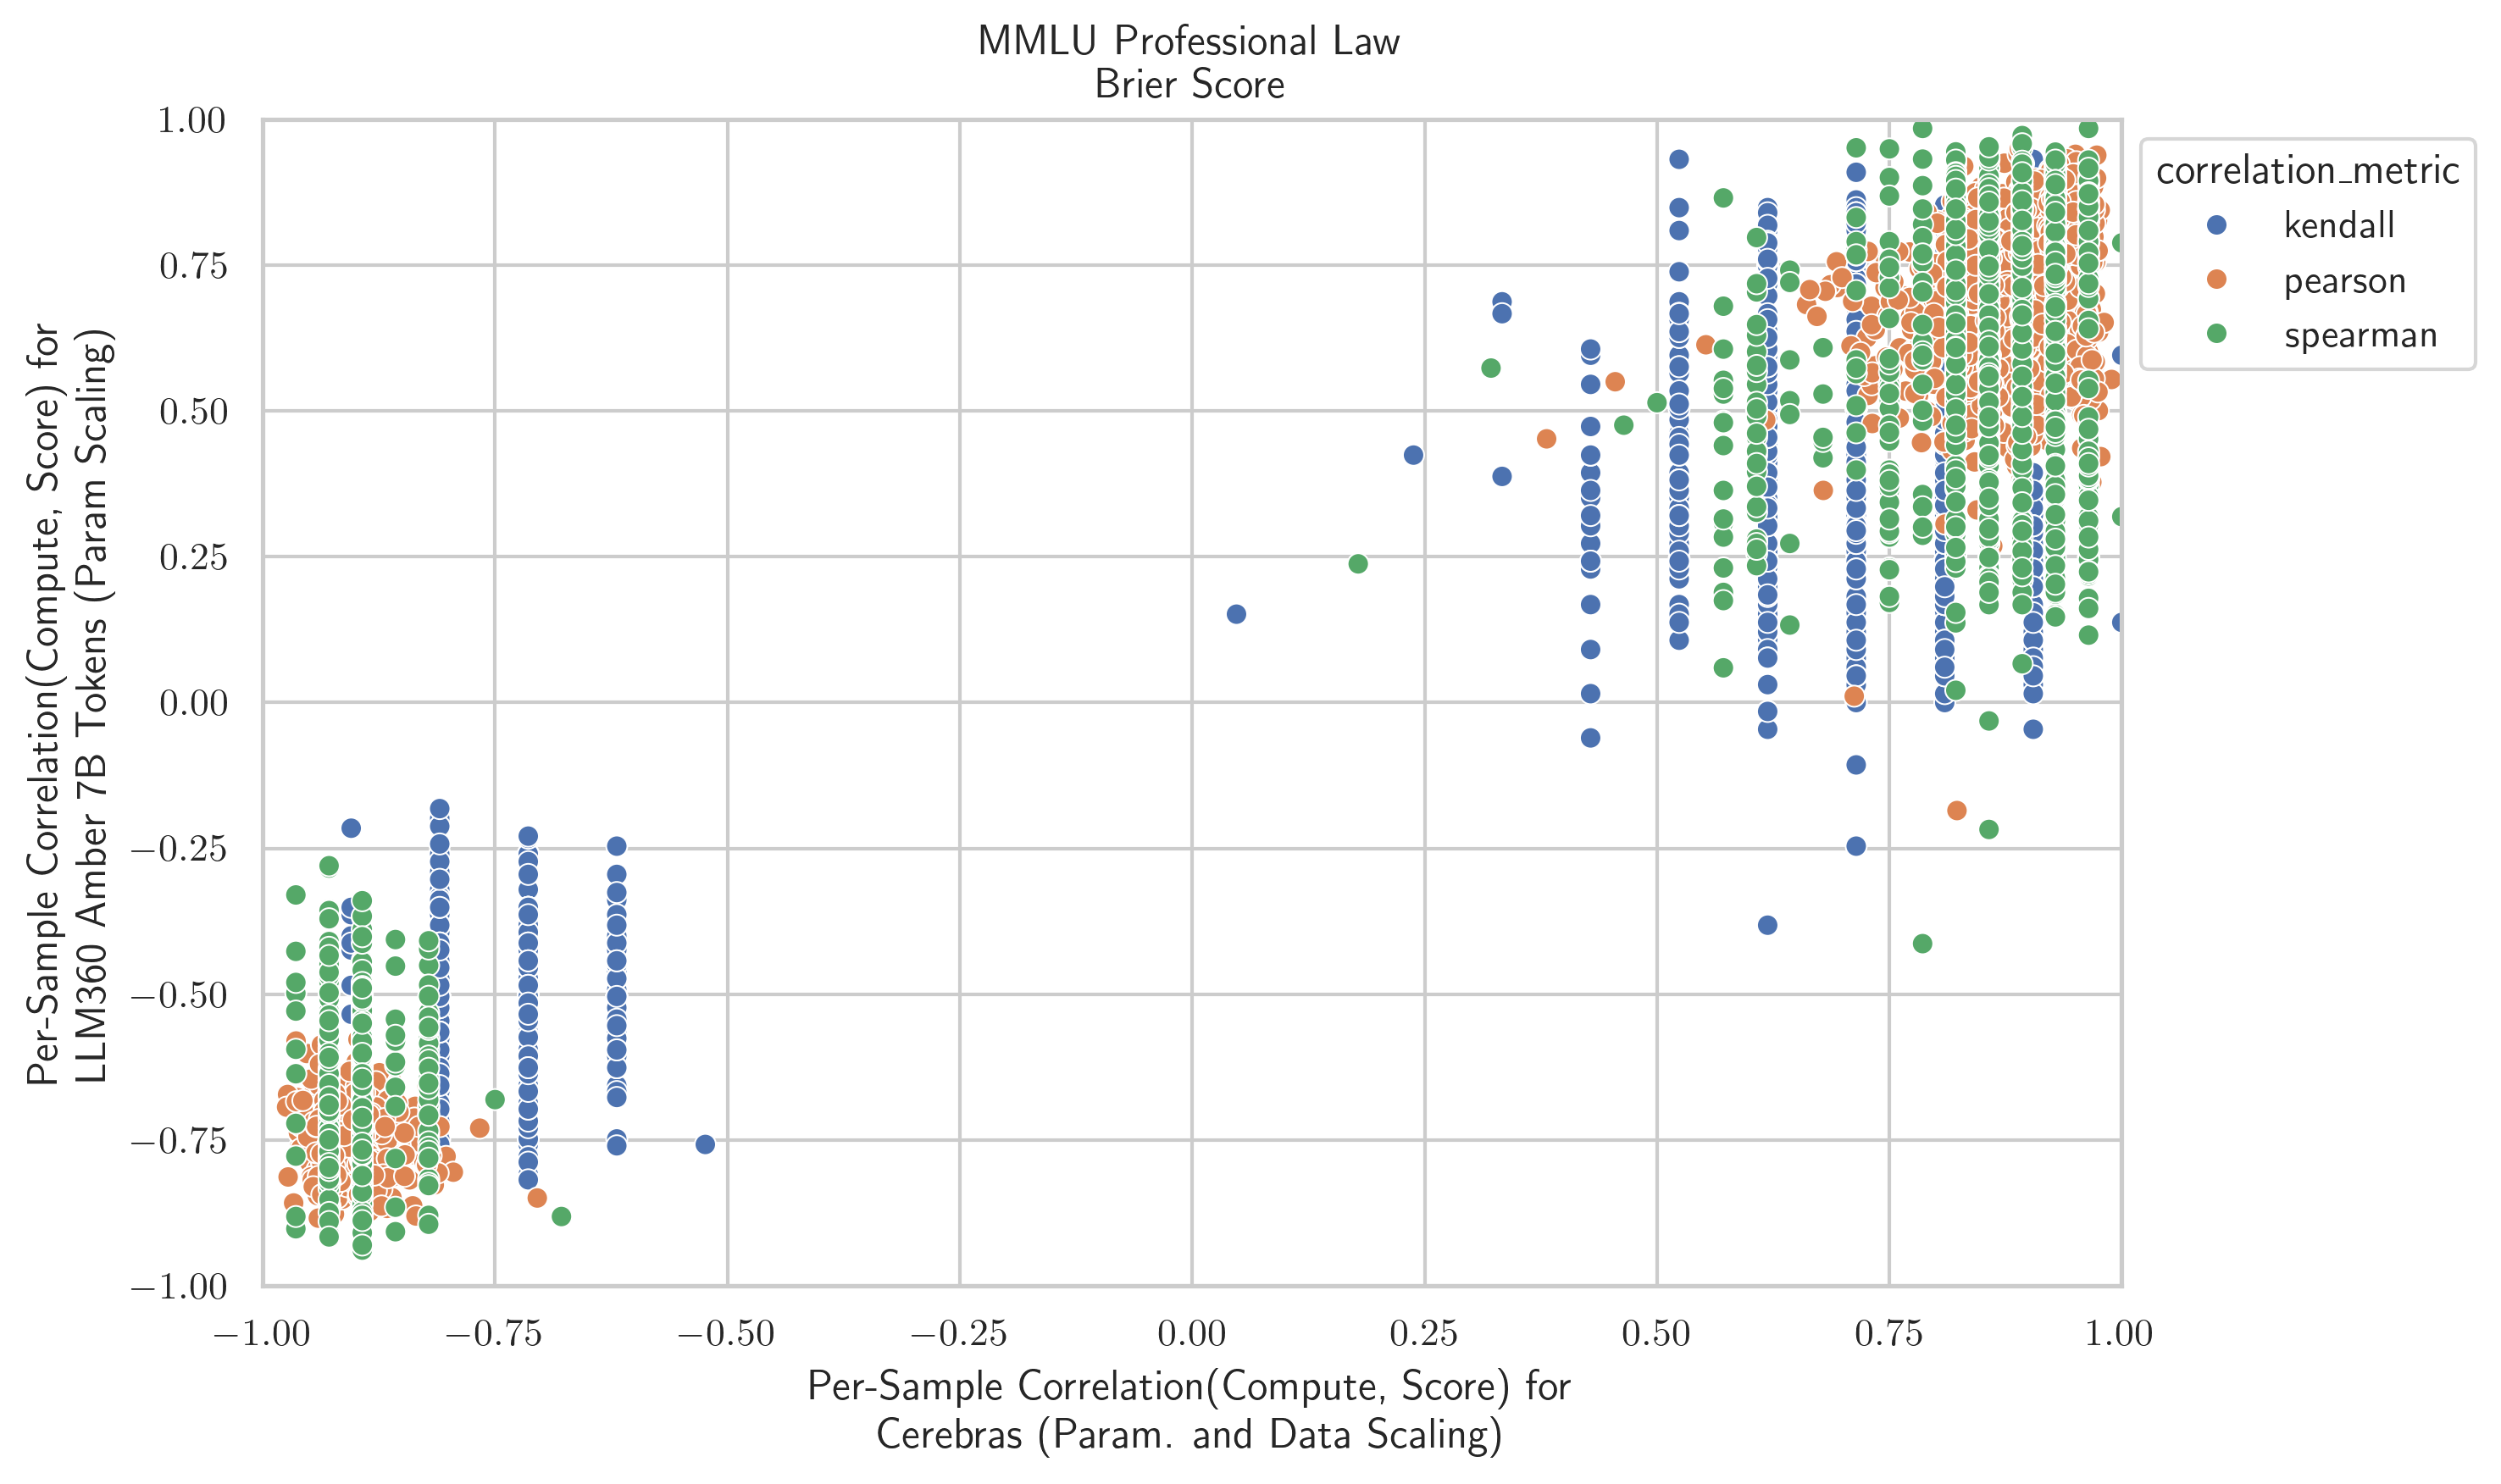 MMLU Professional Law
Brier Score
Per-Sample Correlation(Compute, Score) for
LLM360 Amber 7B Tokens (Param Scaling)
1.00
0.75
0.50
0.25
0.00
−0.25
−0.50
−0.75
−1.00
−1.00 −0.75 −0.50 −0.25 0.00 0.25 0.50 0.75 1.00
Per-Sample Correlation(Compute, Score) for
Cerebras (Param. and Data Scaling)
correlation_metric
kendall
pearson
spearman